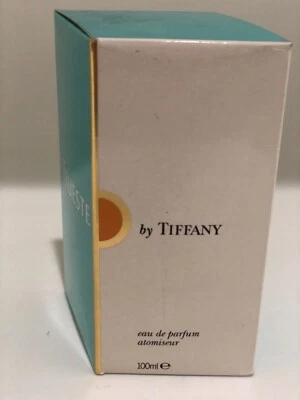 by TIFFANY
eau de parfum
atomiseur
100ml ℮